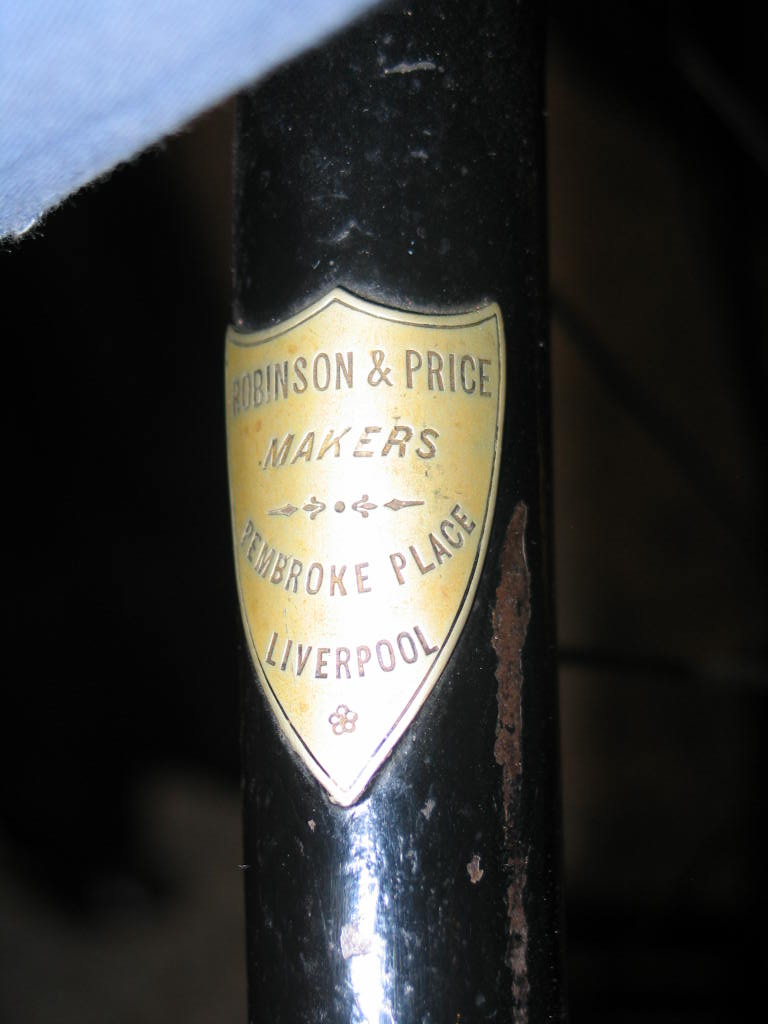 ROBINSON & PRICE
MAKERS
PEMBROKE PLACE
LIVERPOOL